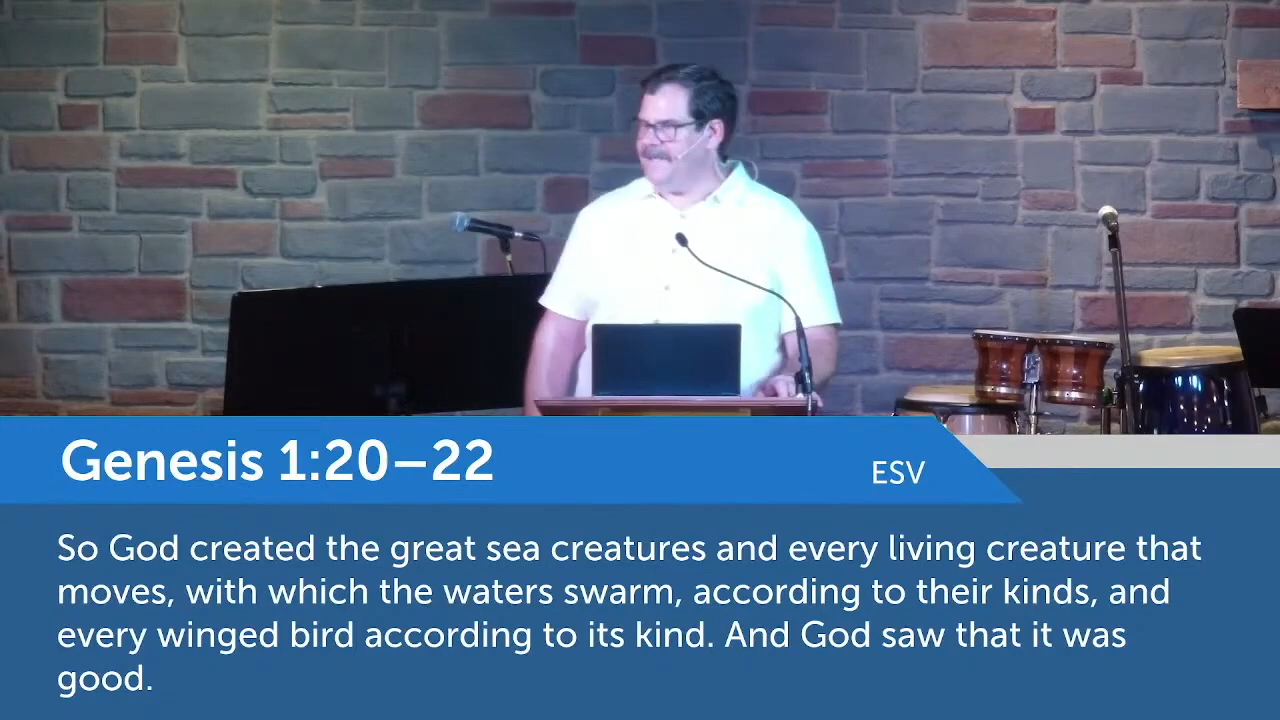 Genesis 1:20–22
ESV
So God created the great sea creatures and every living creature that
moves, with which the waters swarm, according to their kinds, and
every winged bird according to its kind. And God saw that it was
good.